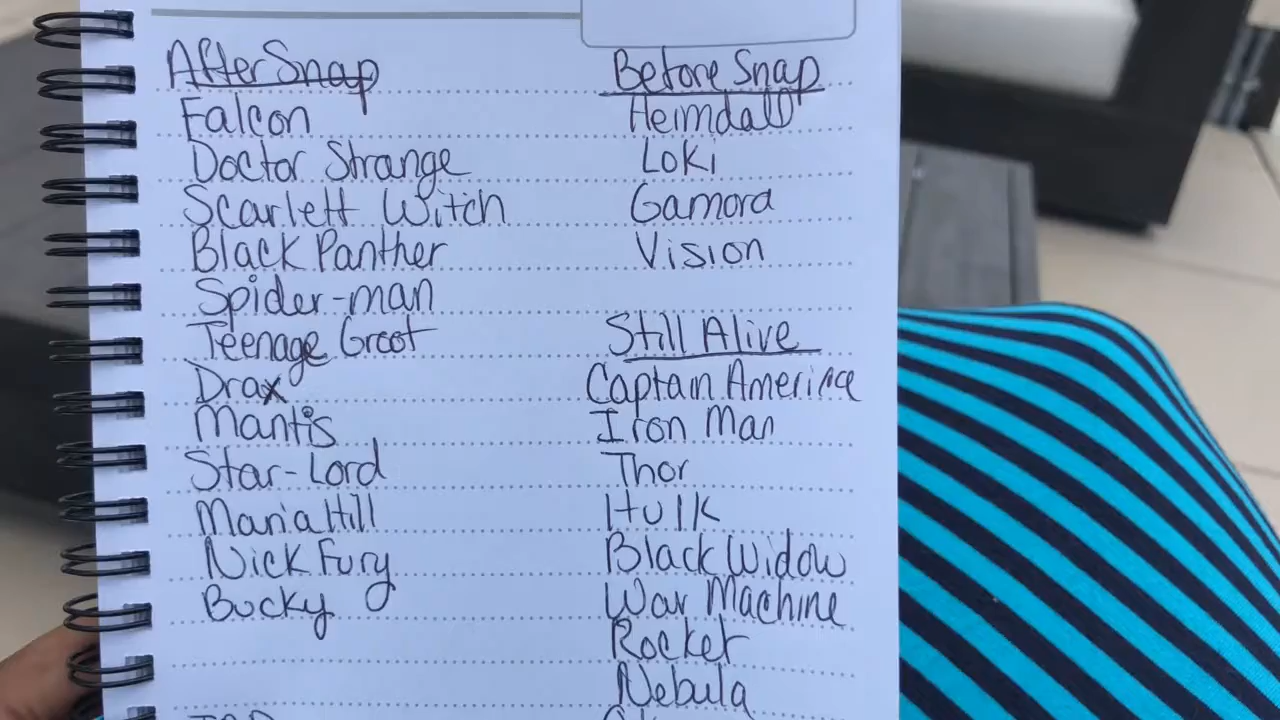 After Snap
Falcon
Doctor Strange
Scarlett Witch
Black Panther
Spider-man
Teenage Groot
Drax
Mantis
Star-Lord
Maria Hill
Nick Fury
Bucky
Before Snap
Heimdall
Loki
Gamora
Vision
Still Alive
Captain America
Iron Man
Thor
Hulk
Black Widow
War Machine
Rocket
Nebula